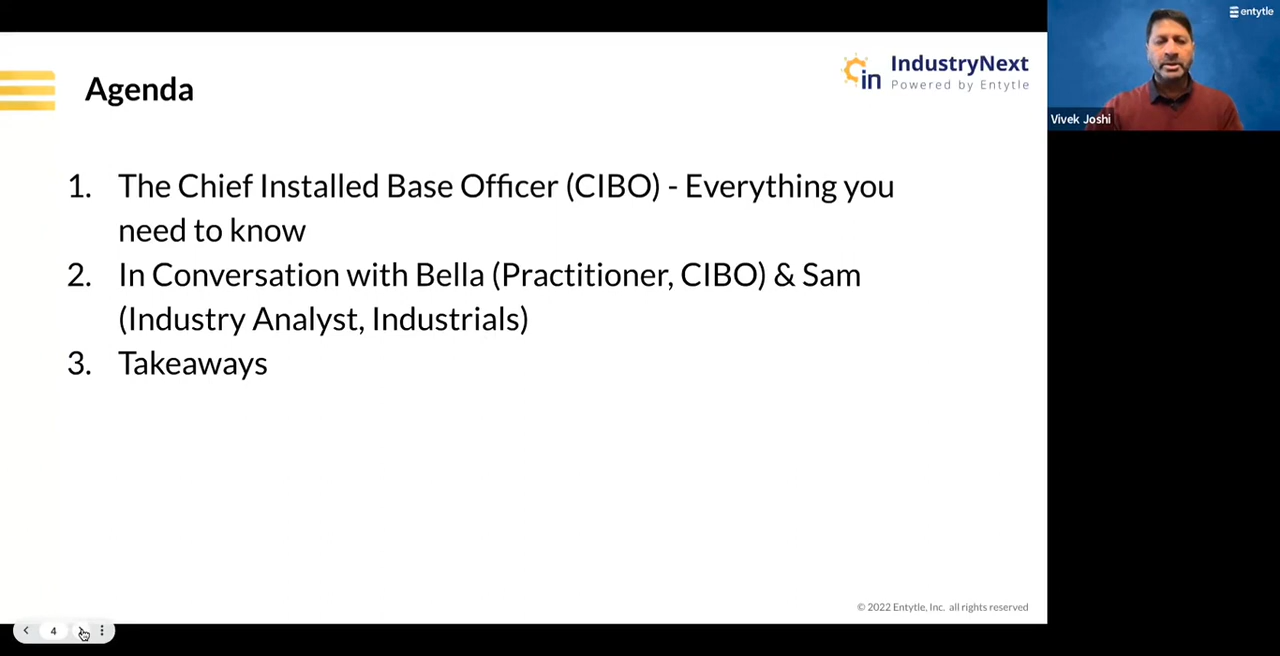 Agenda
IndustryNext
Powered by Entytle
in
1. The Chief Installed Base Officer (CIBO) - Everything you
need to know
2. In Conversation with Bella (Practitioner, CIBO) & Sam
(Industry Analyst, Industrials)
3. Takeaways
© 2022 Entytle, Inc. all rights reserved
4
entytle
Vivek Joshi